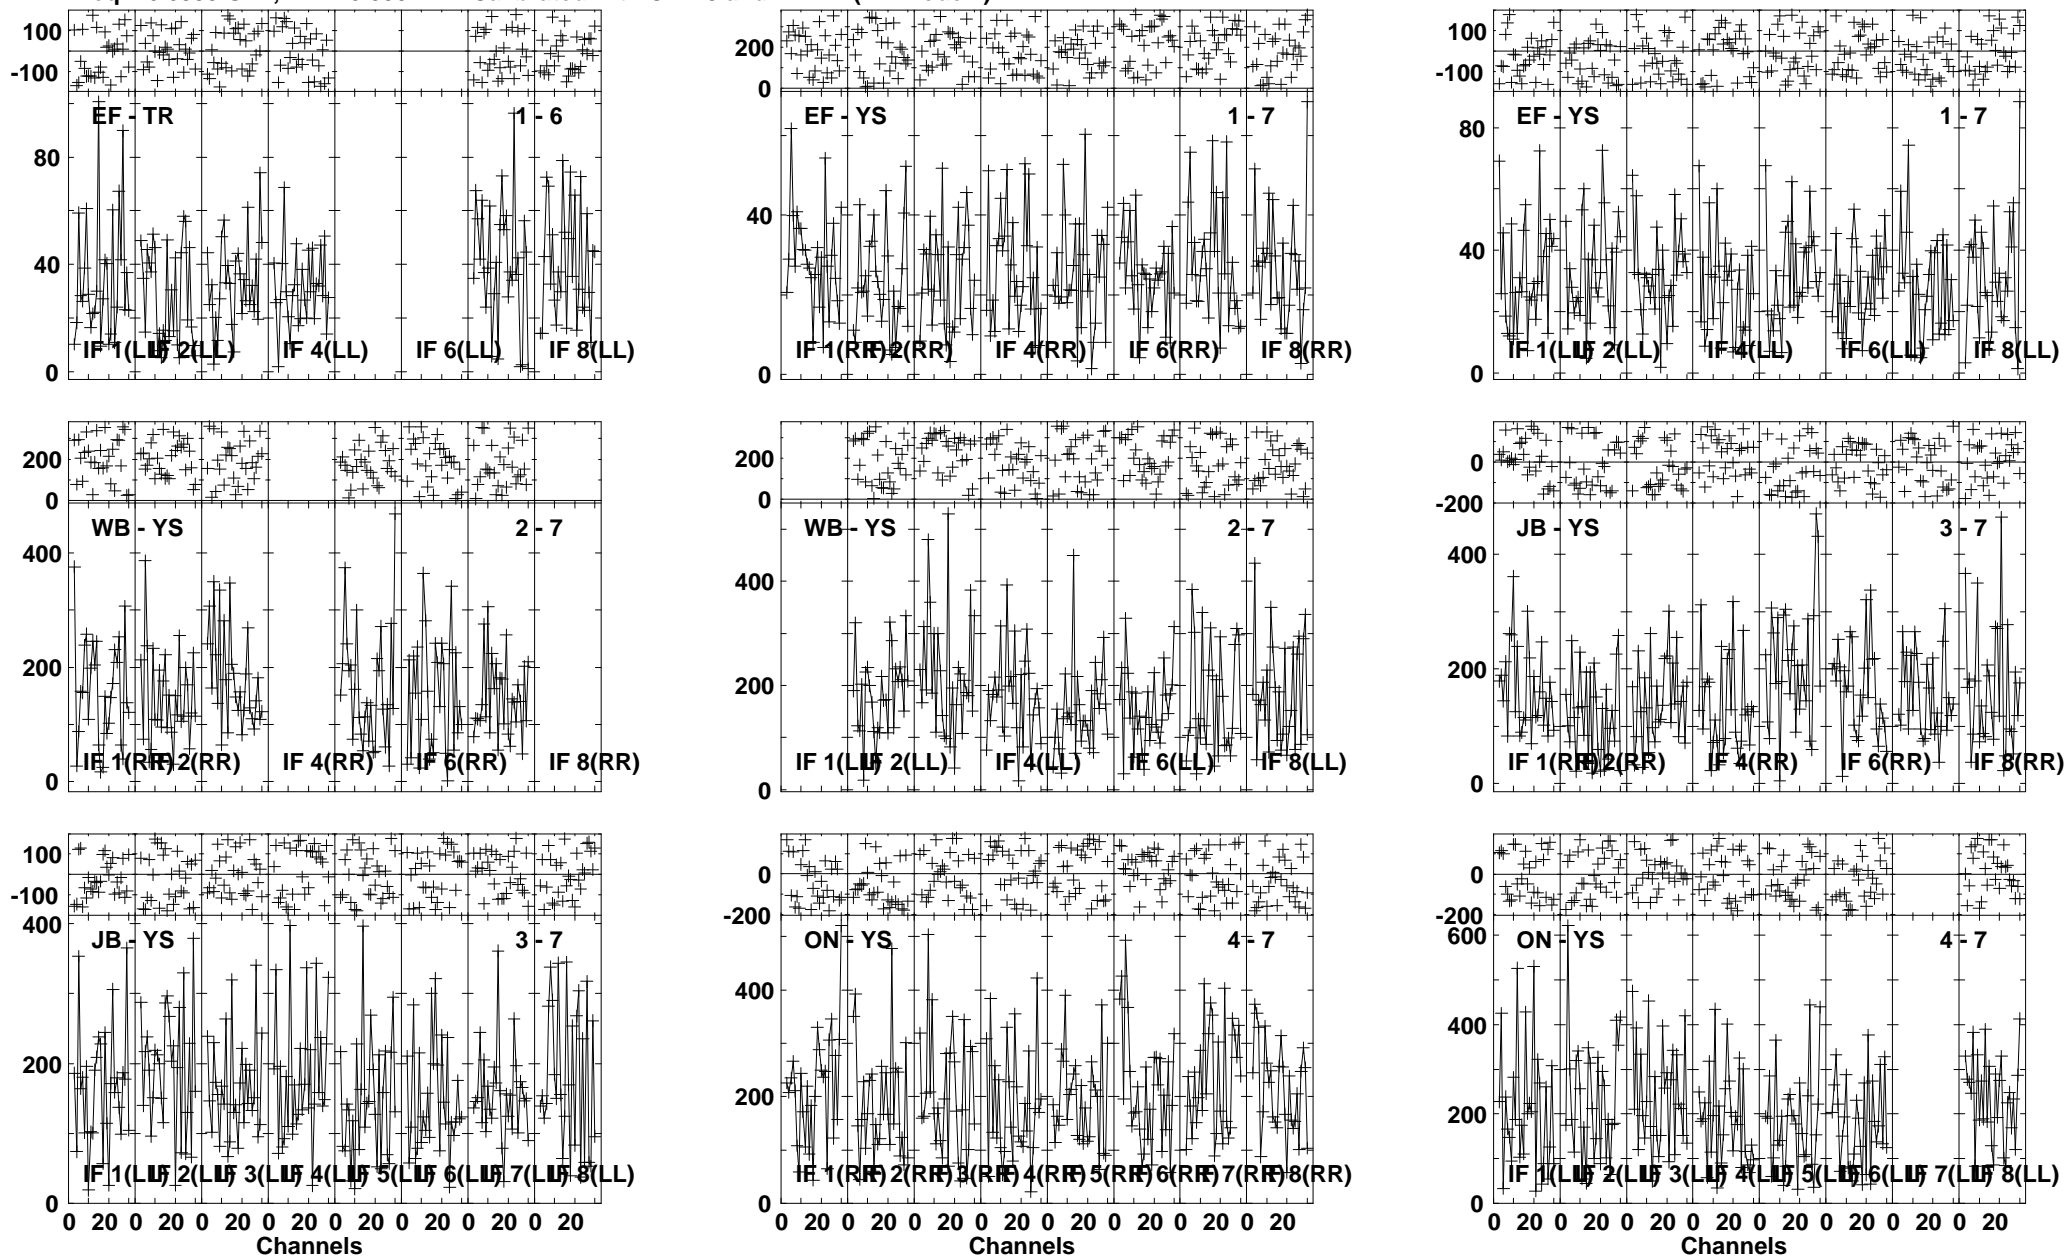 100
-100
EF - TR 1 - 6
80
40
0
IF 1(LL) IF 2(LL) IF 4(LL) IF 6(LL) IF 8(LL)
200
0
EF - YS 1 - 7
40
0
IF 1(RR) IF 2(RR) IF 4(RR) IF 6(RR) IF 8(RR)
100
-100
EF - YS 1 - 7
80
40
0
IF 1(LL) IF 2(LL) IF 4(LL) IF 6(LL) IF 8(LL)
200
0
WB - YS 2 - 7
400
200
0
IF 1(RR) IF 2(RR) IF 4(RR) IF 6(RR) IF 8(RR)
200
0
WB - YS 2 - 7
400
200
0
IF 1(LL) IF 2(LL) IF 4(LL) IF 6(LL) IF 8(LL)
0
-200
JB - YS 3 - 7
400
200
0
IF 1(RR) IF 2(RR) IF 4(RR) IF 6(RR) IF 8(RR)
100
-100
JB - YS 3 - 7
400
200
0
IF 1(LL) IF 2(LL) IF 3(LL) IF 4(LL) IF 5(LL) IF 6(LL) IF 7(LL) IF 8(LL)
0 20 0 20 0 20 0 20 0 20 0 20 0 20 0 20
Channels
0
-200
ON - YS 4 - 7
400
200
0
IF 1(RR) IF 2(RR) IF 3(RR) IF 4(RR) IF 5(RR) IF 6(RR) IF 7(RR) IF 8(RR)
0 20 0 20 0 20 0 20 0 20 0 20 0 20 0 20
Channels
0
-200
ON - YS 4 - 7
600
400
200
0
IF 1(LL) IF 2(LL) IF 3(LL) IF 4(LL) IF 5(LL) IF 6(LL) IF 7(LL) IF 8(LL)
0 20 0 20 0 20 0 20 0 20 0 20 0 20 0 20
Channels